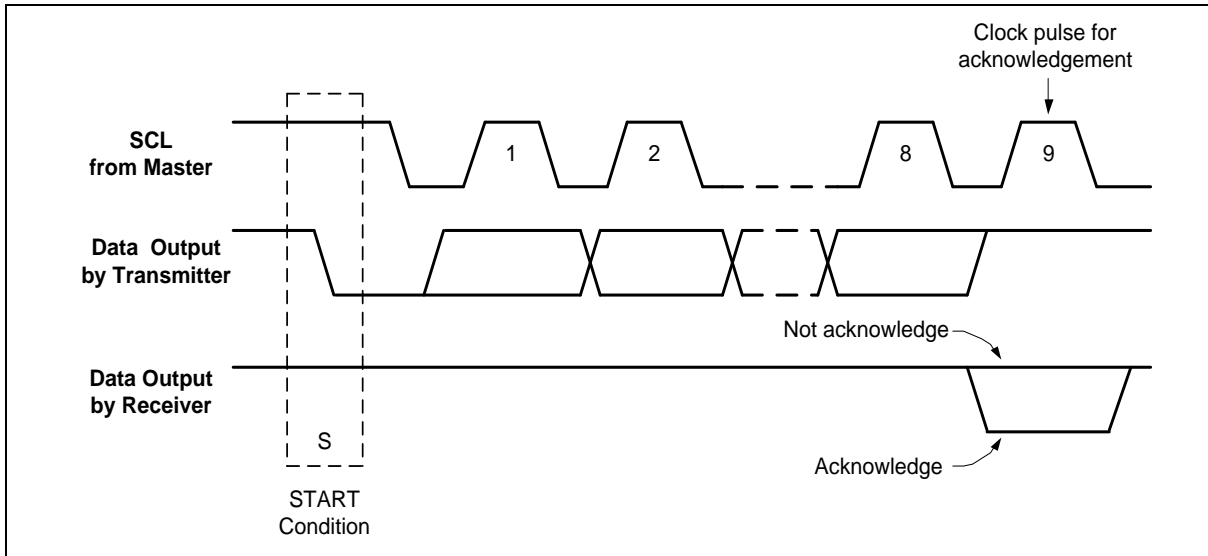 Clock pulse for
acknowledgement
SCL
from Master
1
2
8
9
Data Output
by Transmitter
Not acknowledge
Data Output
by Receiver
S
Acknowledge
START
Condition